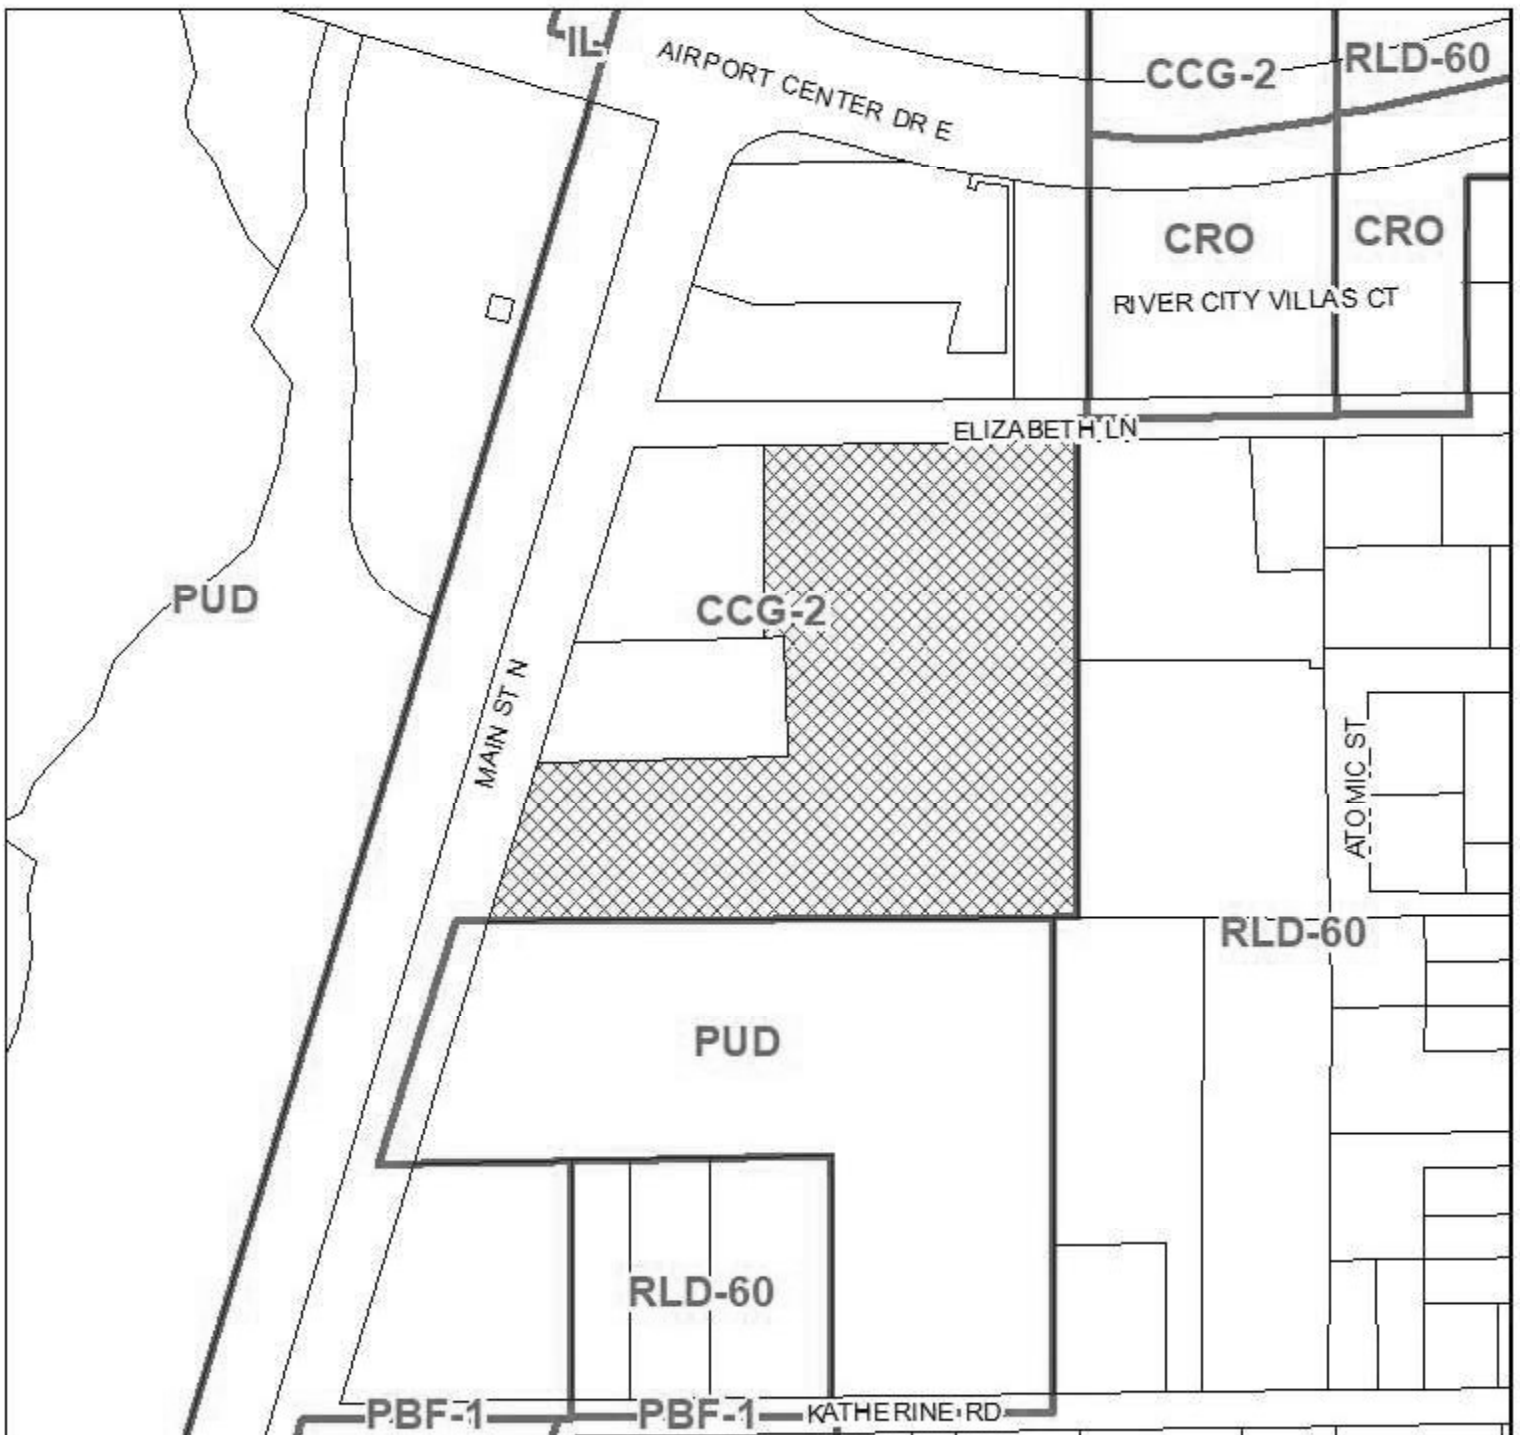 IL
AIRPORT CENTER DR E
CCG-2
RLD-60
CRO
CRO
RIVER CITY VILLAS CT
ELIZABETH LN
PUD
CCG-2
MAIN ST N
ATOMIC ST
RLD-60
PUD
RLD-60
PBF-1
PBF-1
KATHERINE RD